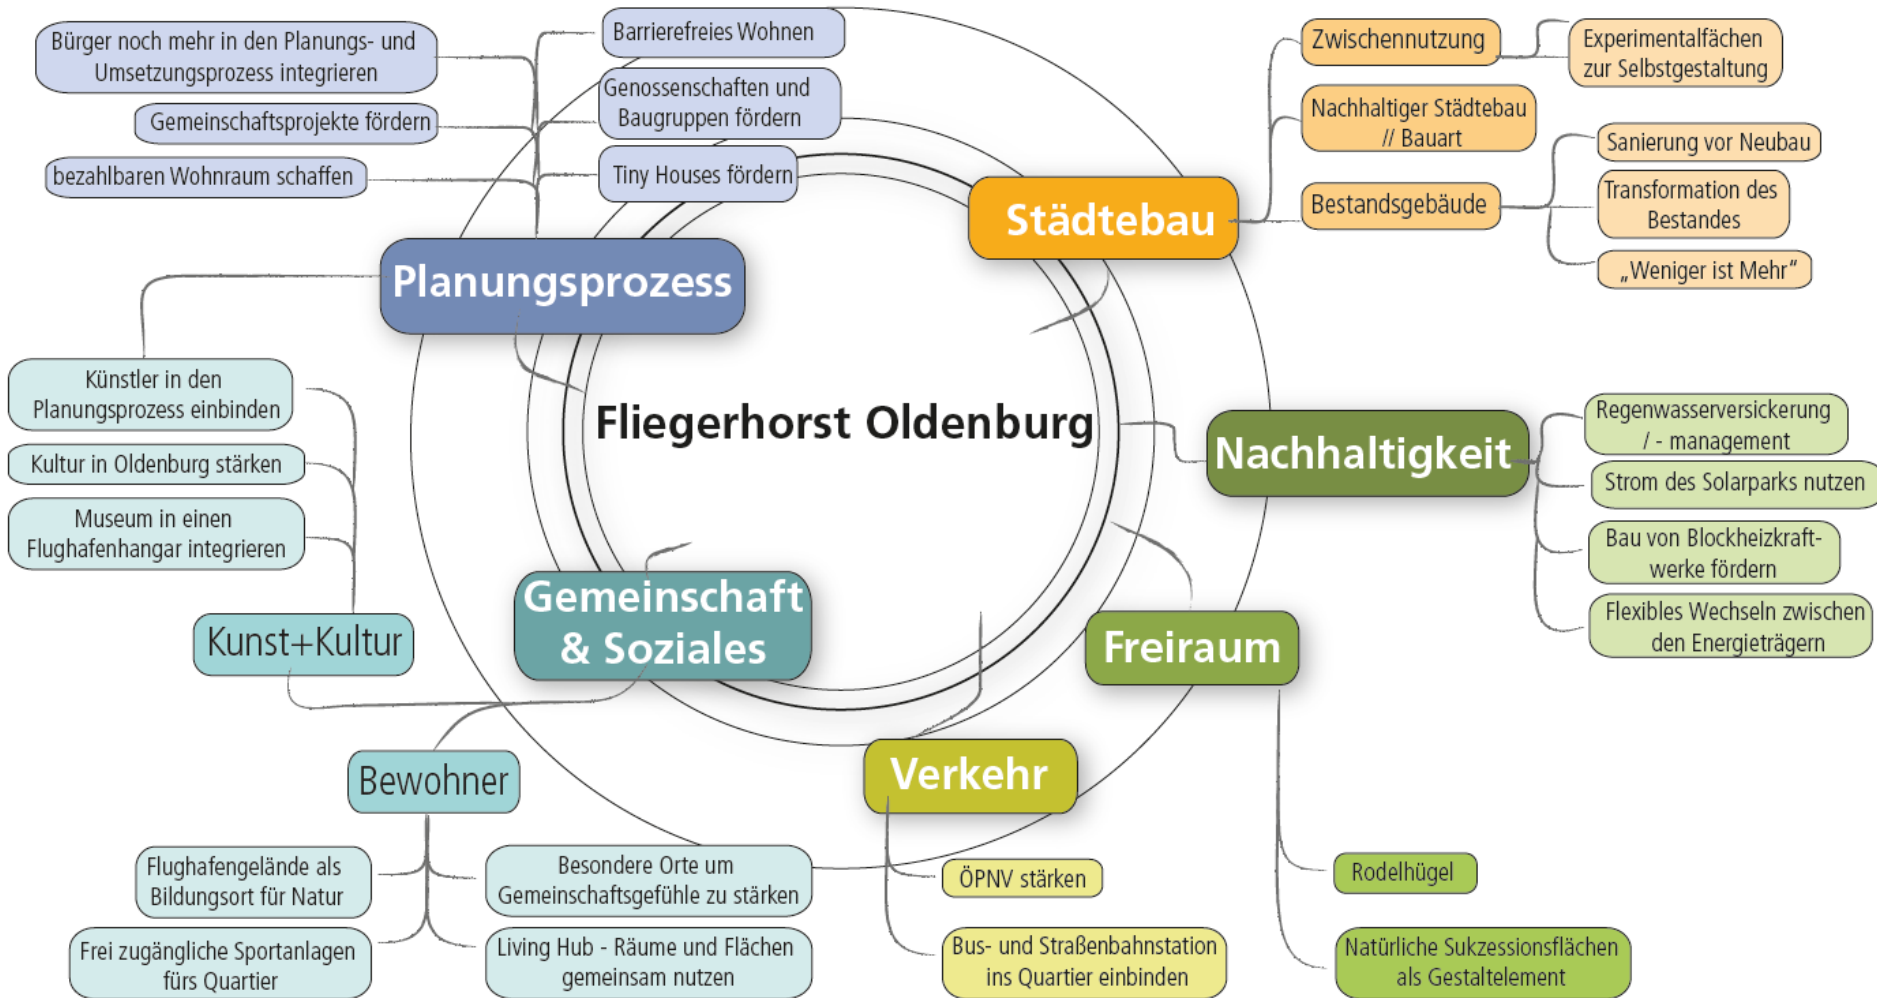 Bürger noch mehr in den Planungs- und
Umsetzungsprozess integrieren
Gemeinschaftsprojekte fördern
bezahlbaren Wohnraum schaffen
Barrierefreies Wohnen
Genossenschaften und
Baugruppen fördern
Tiny Houses fördern
Planungsprozess
Städtebau
Zwischennutzung
Experimentalfächen
zur Selbstgestaltung
Nachhaltiger Städtebau
// Bauart
Bestandsgebäude
Sanierung vor Neubau
Transformation des
Bestandes
„Weniger ist Mehr“
Fliegerhorst Oldenburg
Künstler in den
Planungsprozess einbinden
Kultur in Oldenburg stärken
Museum in einen
Flughafenhangar integrieren
Kunst+Kultur
Gemeinschaft
& Soziales
Nachhaltigkeit
Regenwasserversickerung
/ - management
Strom des Solarparks nutzen
Bau von Blockheizkraft-
werke fördern
Flexibles Wechseln zwischen
den Energieträgern
Freiraum
Rodelhügel
Natürliche Sukzessionsflächen
als Gestaltelement
Verkehr
ÖPNV stärken
Bus- und Straßenbahnstation
ins Quartier einbinden
Bewohner
Flughafengelände als
Bildungsort für Natur
Frei zugängliche Sportanlagen
fürs Quartier
Besondere Orte um
Gemeinschaftsgefühle zu stärken
Living Hub - Räume und Flächen
gemeinsam nutzen